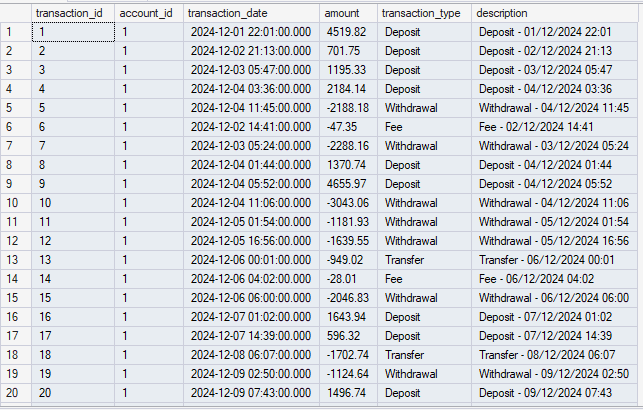 transaction_id account_id transaction_date amount transaction_type description
1 1 1 2024-12-01 22:01:00.000 4519.82 Deposit Deposit - 01/12/2024 22:01
2 2 1 2024-12-02 21:13:00.000 701.75 Deposit Deposit - 02/12/2024 21:13
3 3 1 2024-12-03 05:47:00.000 1195.33 Deposit Deposit - 03/12/2024 05:47
4 4 1 2024-12-04 03:36:00.000 2184.14 Deposit Deposit - 04/12/2024 03:36
5 5 1 2024-12-04 11:45:00.000 -2188.18 Withdrawal Withdrawal - 04/12/2024 11:45
6 6 1 2024-12-02 14:41:00.000 -47.35 Fee Fee - 02/12/2024 14:41
7 7 1 2024-12-03 05:24:00.000 -2288.16 Withdrawal Withdrawal - 03/12/2024 05:24
8 8 1 2024-12-04 01:44:00.000 1370.74 Deposit Deposit - 04/12/2024 01:44
9 9 1 2024-12-04 05:52:00.000 4655.97 Deposit Deposit - 04/12/2024 05:52
10 10 1 2024-12-04 11:06:00.000 -3043.06 Withdrawal Withdrawal - 04/12/2024 11:06
11 11 1 2024-12-05 01:54:00.000 -1181.93 Withdrawal Withdrawal - 05/12/2024 01:54
12 12 1 2024-12-05 16:56:00.000 -1639.55 Withdrawal Withdrawal - 05/12/2024 16:56
13 13 1 2024-12-06 00:01:00.000 -949.02 Transfer Transfer - 06/12/2024 00:01
14 14 1 2024-12-06 04:02:00.000 -28.01 Fee Fee - 06/12/2024 04:02
15 15 1 2024-12-06 06:00:00.000 -2046.83 Withdrawal Withdrawal - 06/12/2024 06:00
16 16 1 2024-12-07 01:02:00.000 1643.94 Deposit Deposit - 07/12/2024 01:02
17 17 1 2024-12-07 14:39:00.000 596.32 Deposit Deposit - 07/12/2024 14:39
18 18 1 2024-12-08 06:07:00.000 -1702.74 Transfer Transfer - 08/12/2024 06:07
19 19 1 2024-12-09 02:50:00.000 -1124.64 Withdrawal Withdrawal - 09/12/2024 02:50
20 20 1 2024-12-09 07:43:00.000 1496.74 Deposit Deposit - 09/12/2024 07:43